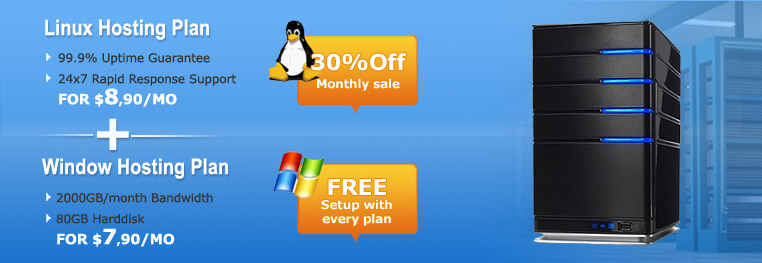 Linux Hosting Plan
99.9% Uptime Guarantee
24x7 Rapid Response Support
FOR $8,90/MO
30%Off
Monthly sale
+
Window Hosting Plan
2000GB/month Bandwidth
80GB Harddisk
FOR $7,90/MO
FREE
Setup with
every plan